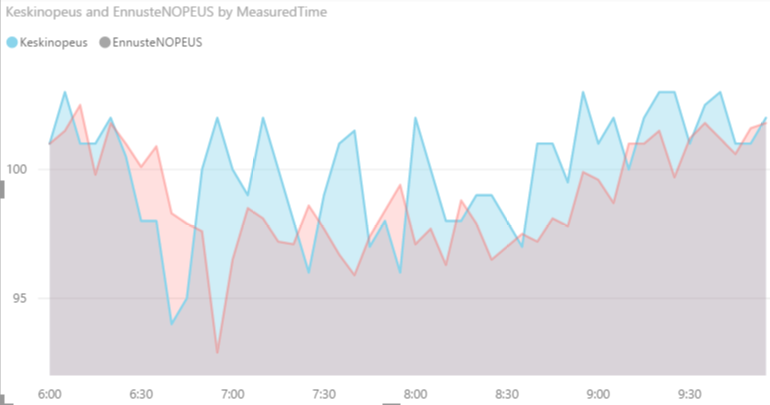 Keskinopeus and EnnusteNOPEUS by MeasuredTime
Keskinopeus EnnusteNOPEUS
100
95
6:00 6:30 7:00 7:30 8:00 8:30 9:00 9:30